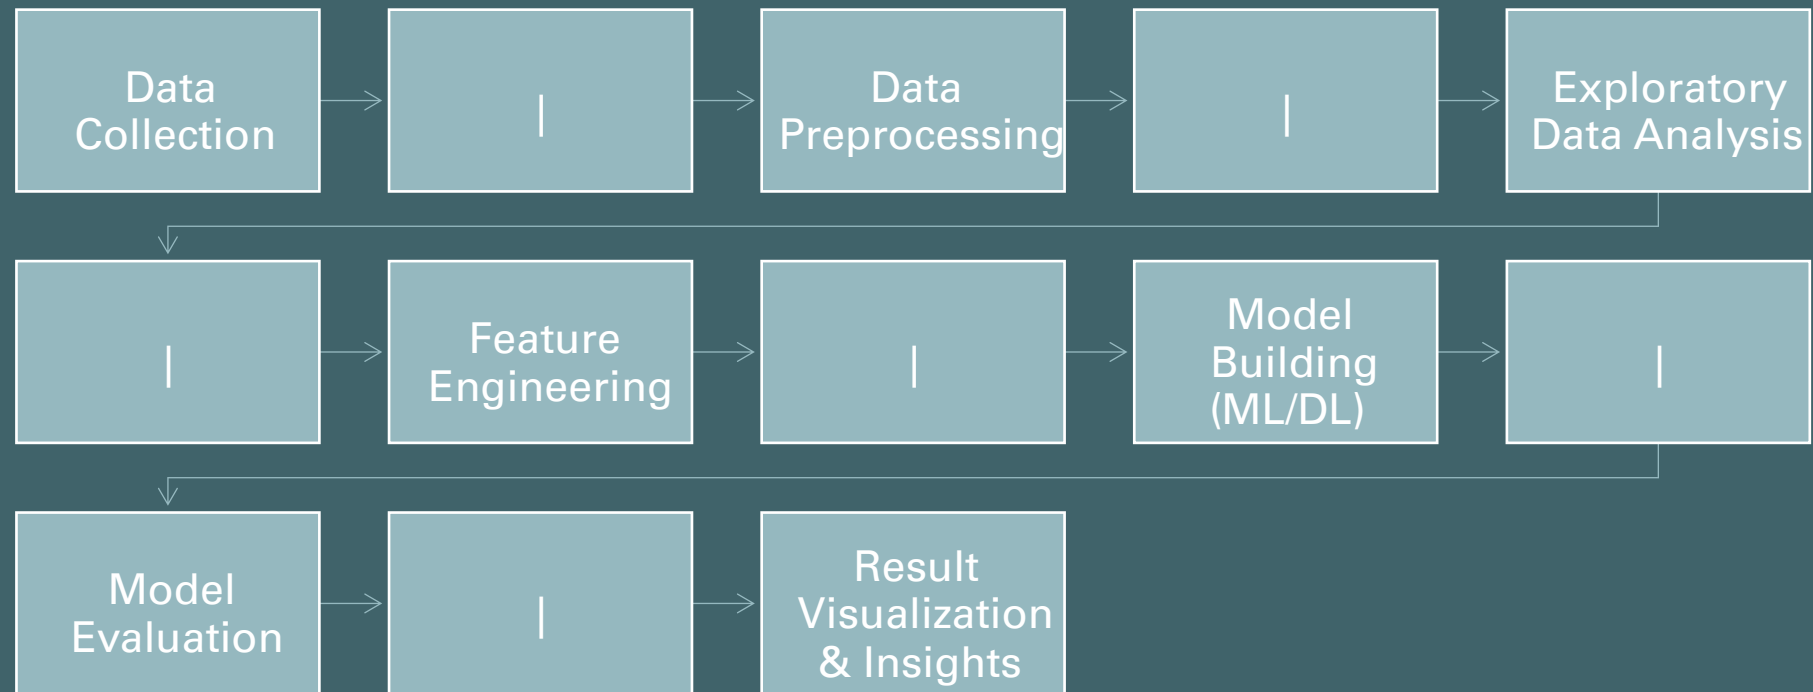 Data
Collection
|
Data
Preprocessing
|
Exploratory
Data Analysis
|
Feature
Engineering
|
Model
Building
(ML/DL)
|
Model
Evaluation
|
Result
Visualization
& Insights